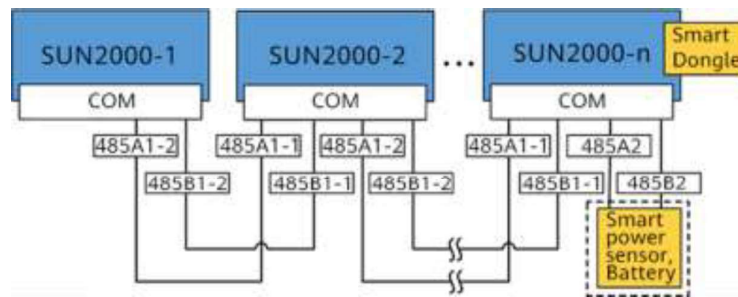 SUN2000-1
SUN2000-2
...
SUN2000-n
Smart
Dongle
COM
COM
COM
485A1-2
485A1-1
485A1-2
485A1-1
485A2
485B1-2
485B1-1
485B1-2
485B1-1
485B2
Smart
power
sensor,
Battery